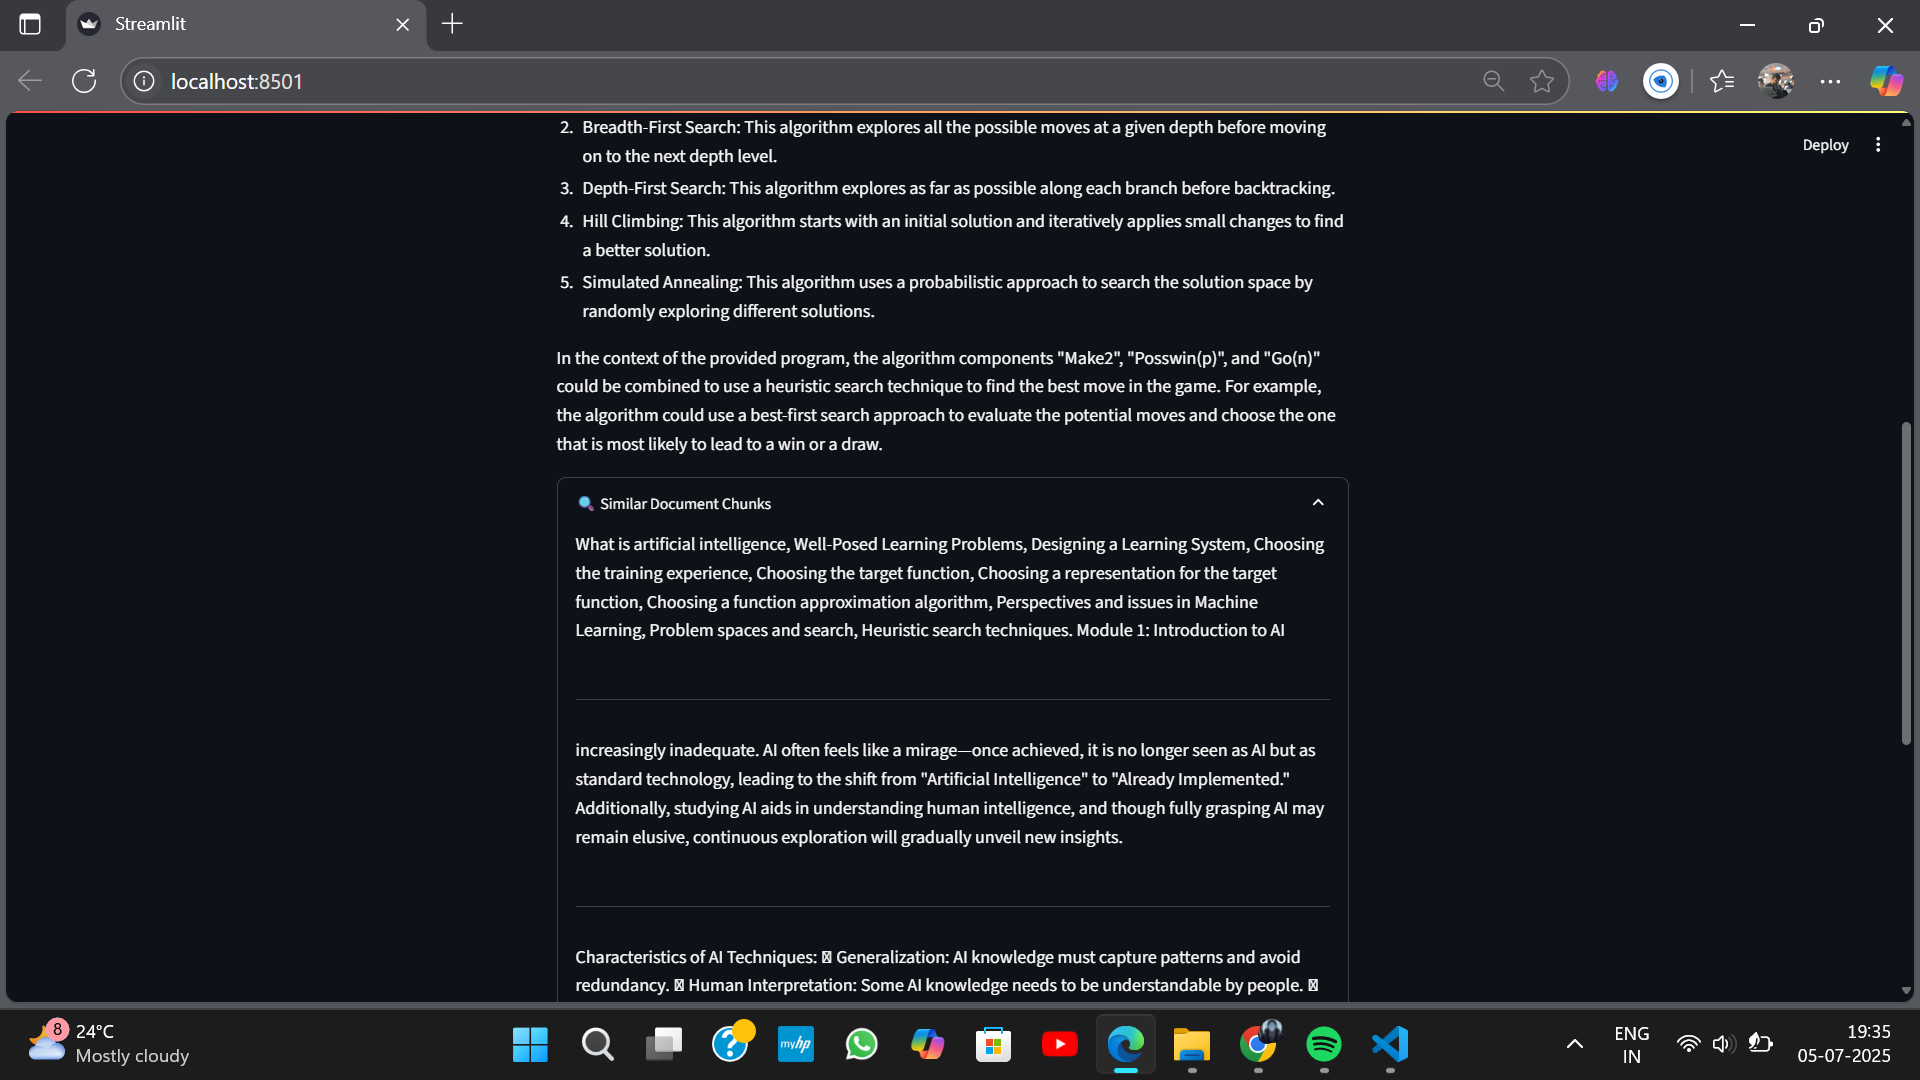 Streamlit
localhost:8501
Deploy
2. Breadth-First Search: This algorithm explores all the possible moves at a given depth before moving
on to the next depth level.
3. Depth-First Search: This algorithm explores as far as possible along each branch before backtracking.
4. Hill Climbing: This algorithm starts with an initial solution and iteratively applies small changes to find
a better solution.
5. Simulated Annealing: This algorithm uses a probabilistic approach to search the solution space by
randomly exploring different solutions.
In the context of the provided program, the algorithm components "Make2", "Posswin(p)", and "Go(n)"
could be combined to use a heuristic search technique to find the best move in the game. For example,
the algorithm could use a best-first search approach to evaluate the potential moves and choose the one
that is most likely to lead to a win or a draw.
Similar Document Chunks
What is artificial intelligence, Well-Posed Learning Problems, Designing a Learning System, Choosing
the training experience, Choosing the target function, Choosing a representation for the target
function, Choosing a function approximation algorithm, Perspectives and issues in Machine
Learning, Problem spaces and search, Heuristic search techniques. Module 1: Introduction to AI
increasingly inadequate. AI often feels like a mirage—once achieved, it is no longer seen as AI but as
standard technology, leading to the shift from "Artificial Intelligence" to "Already Implemented."
Additionally, studying AI aids in understanding human intelligence, and though fully grasping AI may
remain elusive, continuous exploration will gradually unveil new insights.
Characteristics of AI Techniques: Generalization: AI knowledge must capture patterns and avoid
redundancy. Human Interpretation: Some AI knowledge needs to be understandable by people.
8
24°C
Mostly cloudy
myhp
ENG
IN
19:35
05-07-2025